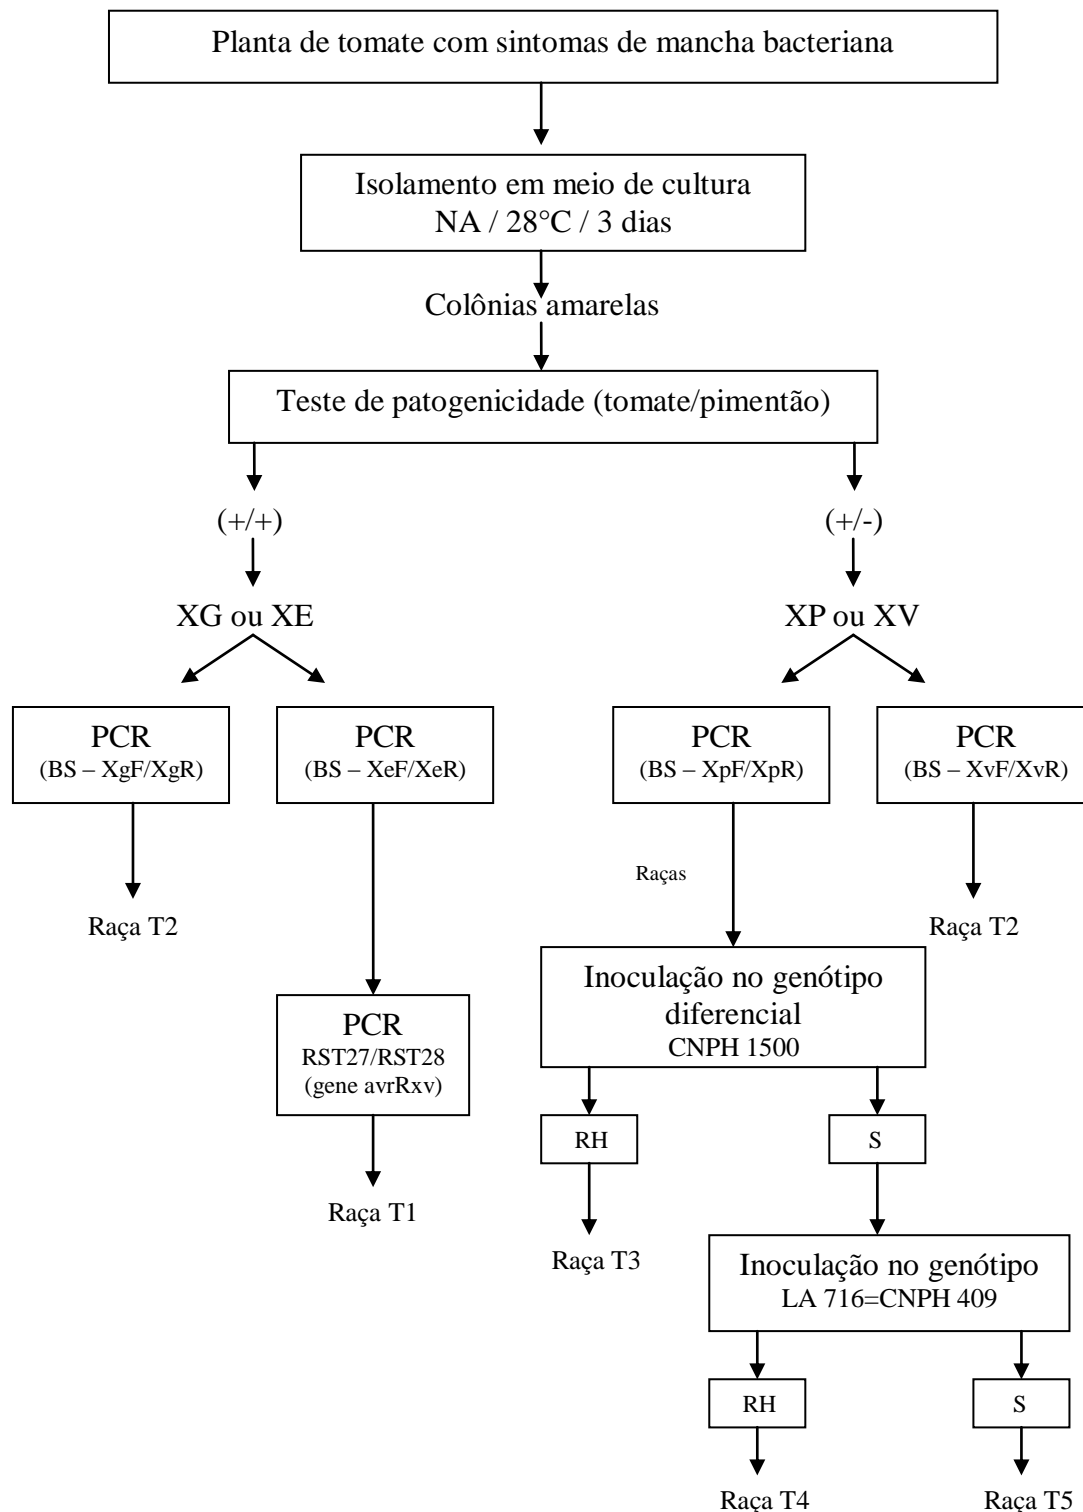 Planta de tomate com sintomas de mancha bacteriana
Isolamento em meio de cultura
NA / 28°C / 3 dias
Colônias amarelas
Teste de patogenicidade (tomate/pimentão)
(+/+)
(+/-)
XG ou XE
XP ou XV
PCR
(BS – XgF/XgR)
PCR
(BS – XeF/XeR)
PCR
(BS – XpF/XpR)
PCR
(BS – XvF/XvR)
Raças
Raça T2
Raça T2
Inoculação no genótipo
diferencial
CNPH 1500
PCR
RST27/RST28
(gene avrRxv)
RH
S
Raça T1
Raça T3
Inoculação no genótipo
LA 716=CNPH 409
RH
S
Raça T4
Raça T5